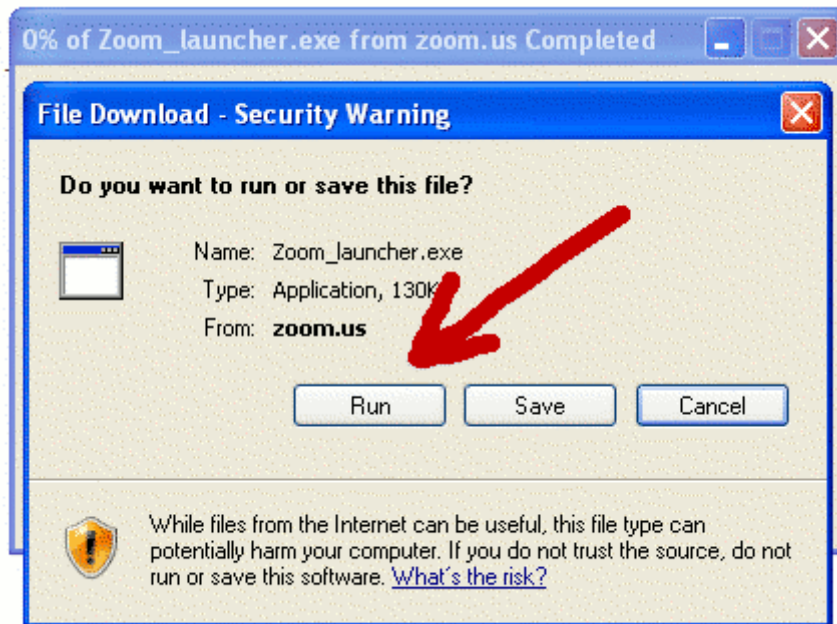 0% of Zoom_launcher.exe from zoom.us Completed
File Download - Security Warning
Do you want to run or save this file?
Name: Zoom_launcher.exe
Type: Application, 130K
From: zoom.us
Run Save Cancel
While files from the Internet can be useful, this file type can
potentially harm your computer. If you do not trust the source, do not
run or save this software. What's the risk?